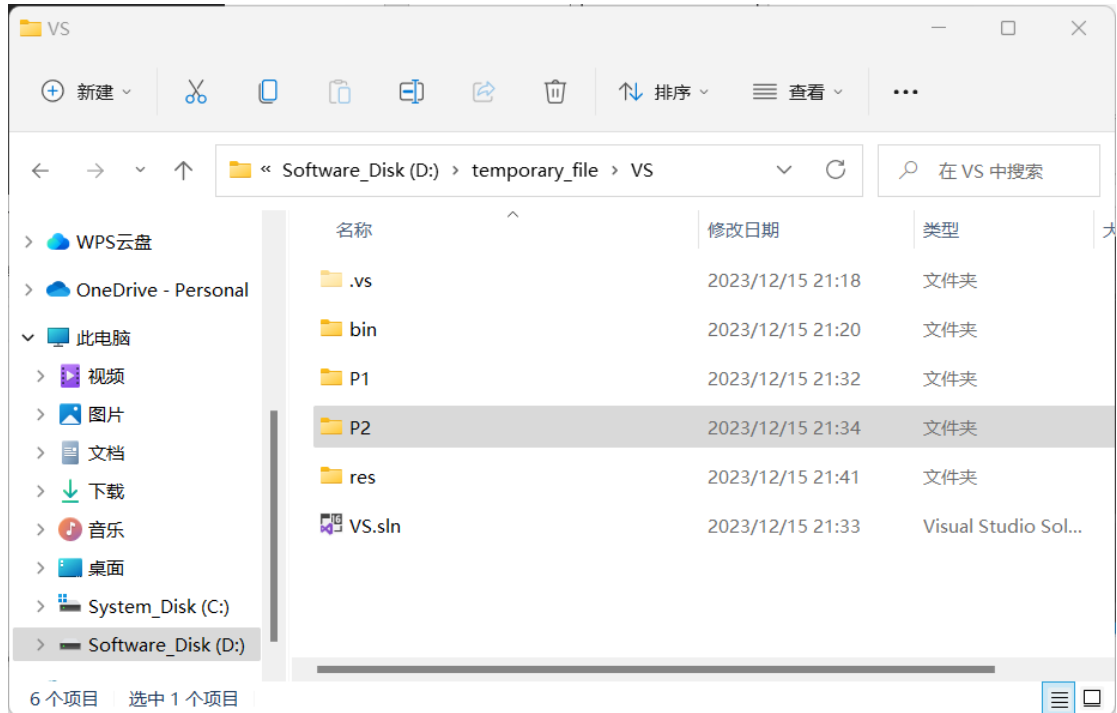 VS
新建
排序
查看
« Software_Disk (D:) > temporary_file > VS
在 VS 中搜索
WPS云盘
OneDrive - Personal
此电脑
视频
图片
文档
下载
音乐
桌面
System_Disk (C:)
Software_Disk (D:)
名称 修改日期 类型 大
.vs 2023/12/15 21:18 文件夹
bin 2023/12/15 21:20 文件夹
P1 2023/12/15 21:32 文件夹
P2 2023/12/15 21:34 文件夹
res 2023/12/15 21:41 文件夹
VS.sln 2023/12/15 21:33 Visual Studio Sol...
6 个项目 选中 1 个项目